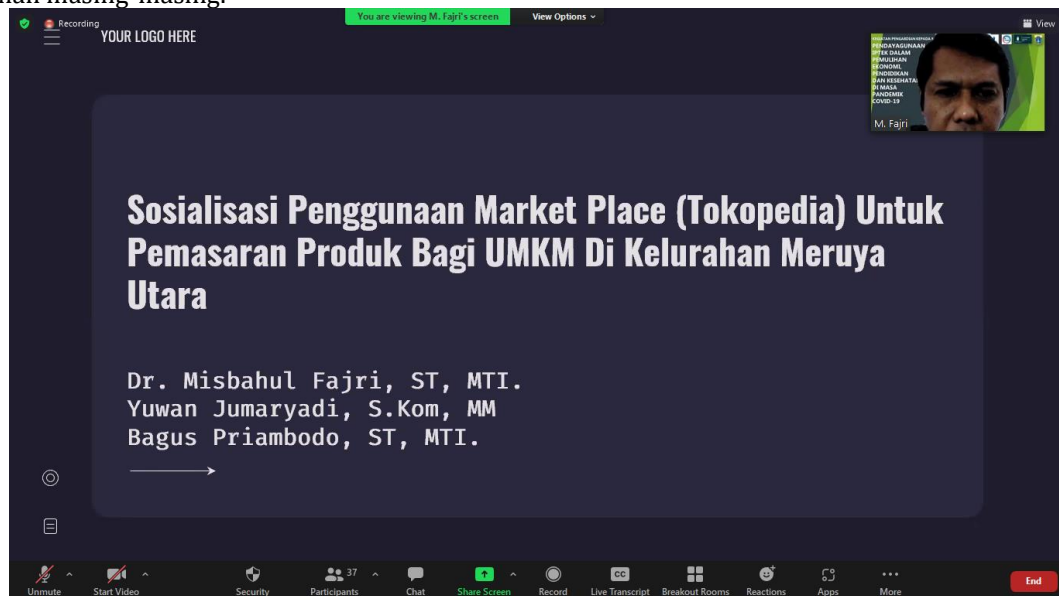 masing-masing.
Recording
You are viewing M. Fajri's screen
View Options
View
YOUR LOGO HERE
PENDAYAGUNAAN
IPTEK DALAM
PEMULIHAN
EKONOMI,
PENDIDIKAN
DAN KESEHATA
DI MASA
PANDEMIK
COVID-19
M. Fajri
Sosialisasi Penggunaan Market Place (Tokopedia) Untuk
Pemasaran Produk Bagi UMKM Di Kelurahan Meruya
Utara
Dr. Misbahul Fajri, ST, MTI.
Yuwan Jumaryadi, S.Kom, MM
Bagus Priambodo, ST, MTI.
37
CC
Unmute
Start Video
Security
Participants
Chat
Share Screen
Record
Live Transcript
Breakout Rooms
Reactions
Apps
More
End